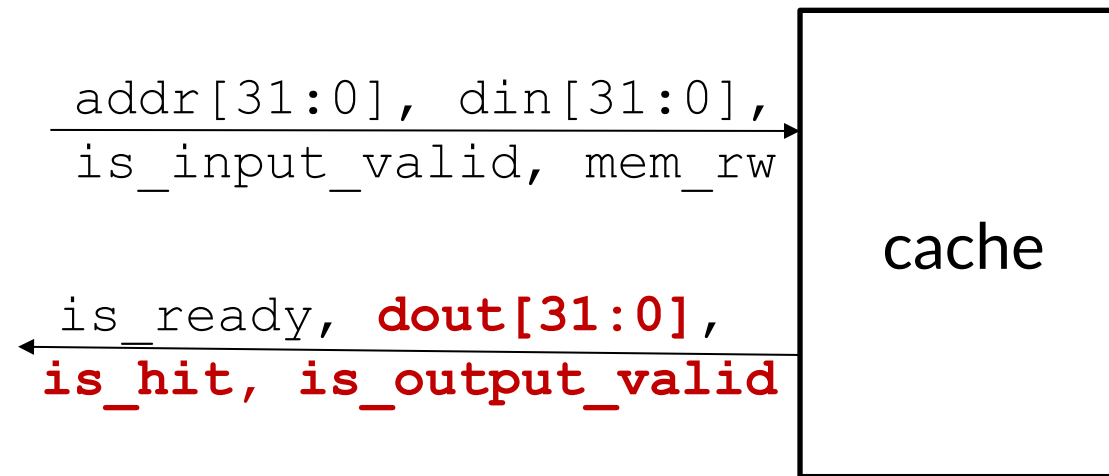 addr[31:0], din[31:0],
is_input_valid, mem_rw
cache
is_ready, dout[31:0],
is_hit, is_output_valid